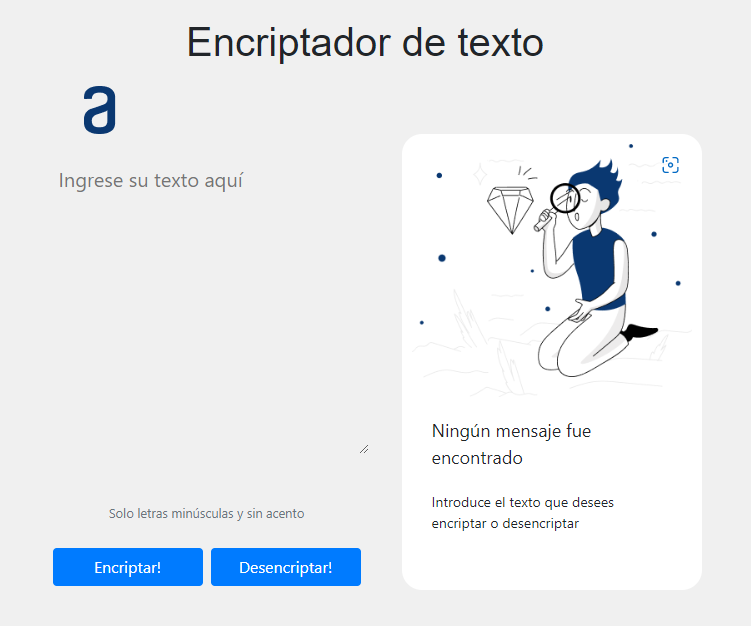 Encriptador de texto
a
Ingrese su texto aquí
Solo letras minúsculas y sin acento
Encriptar!
Desencriptar!
Ningún mensaje fue
encontrado
Introduce el texto que desees
encriptar o desencriptar